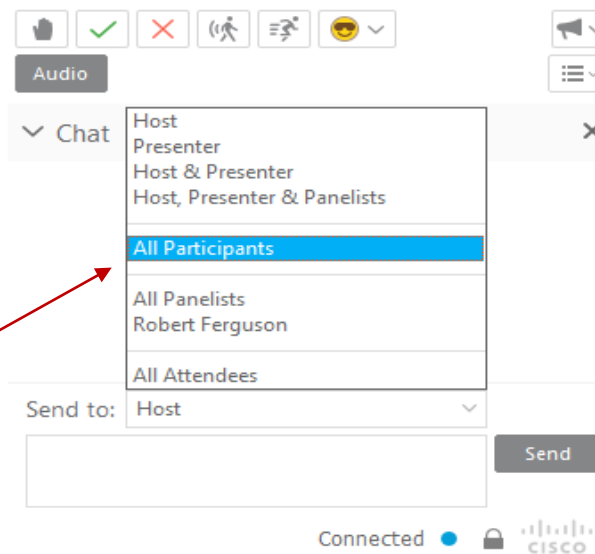 Audio
Chat
Host
Presenter
Host & Presenter
Host, Presenter & Panelists
All Participants
All Panelists
Robert Ferguson
All Attendees
Send to: Host
Send
Connected
CISCO